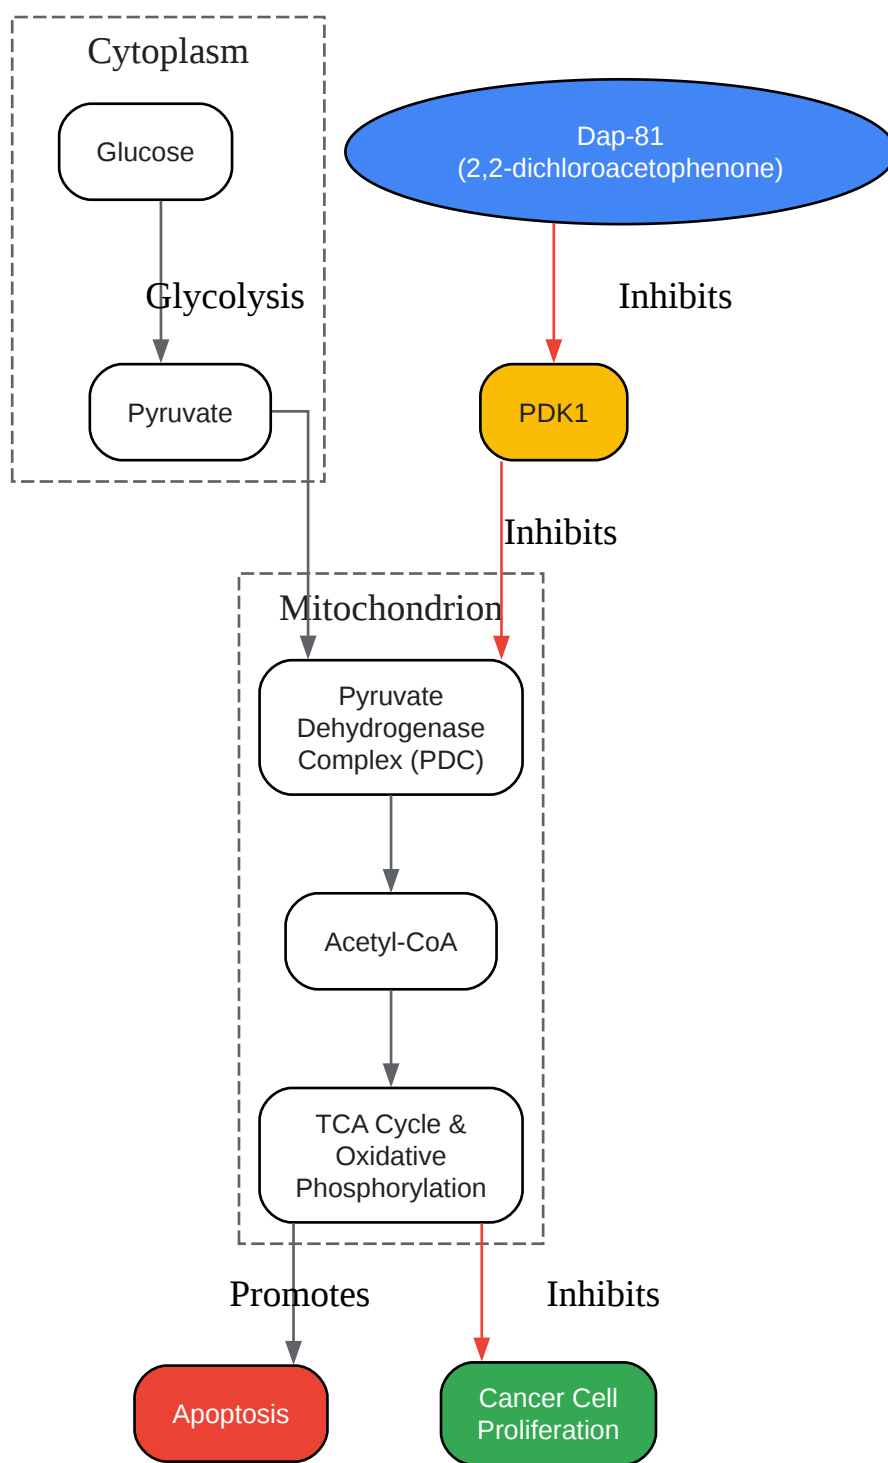 Cytoplasm
Glucose
Dap-81
(2,2-dichloroacetophenone)
Glycolysis
Inhibits
Pyruvate
PDK1
Inhibits
Mitochondrion
Pyruvate
Dehydrogenase
Complex (PDC)
Acetyl-CoA
TCA Cycle &
Oxidative
Phosphorylation
Promotes
Inhibits
Apoptosis
Cancer Cell
Proliferation